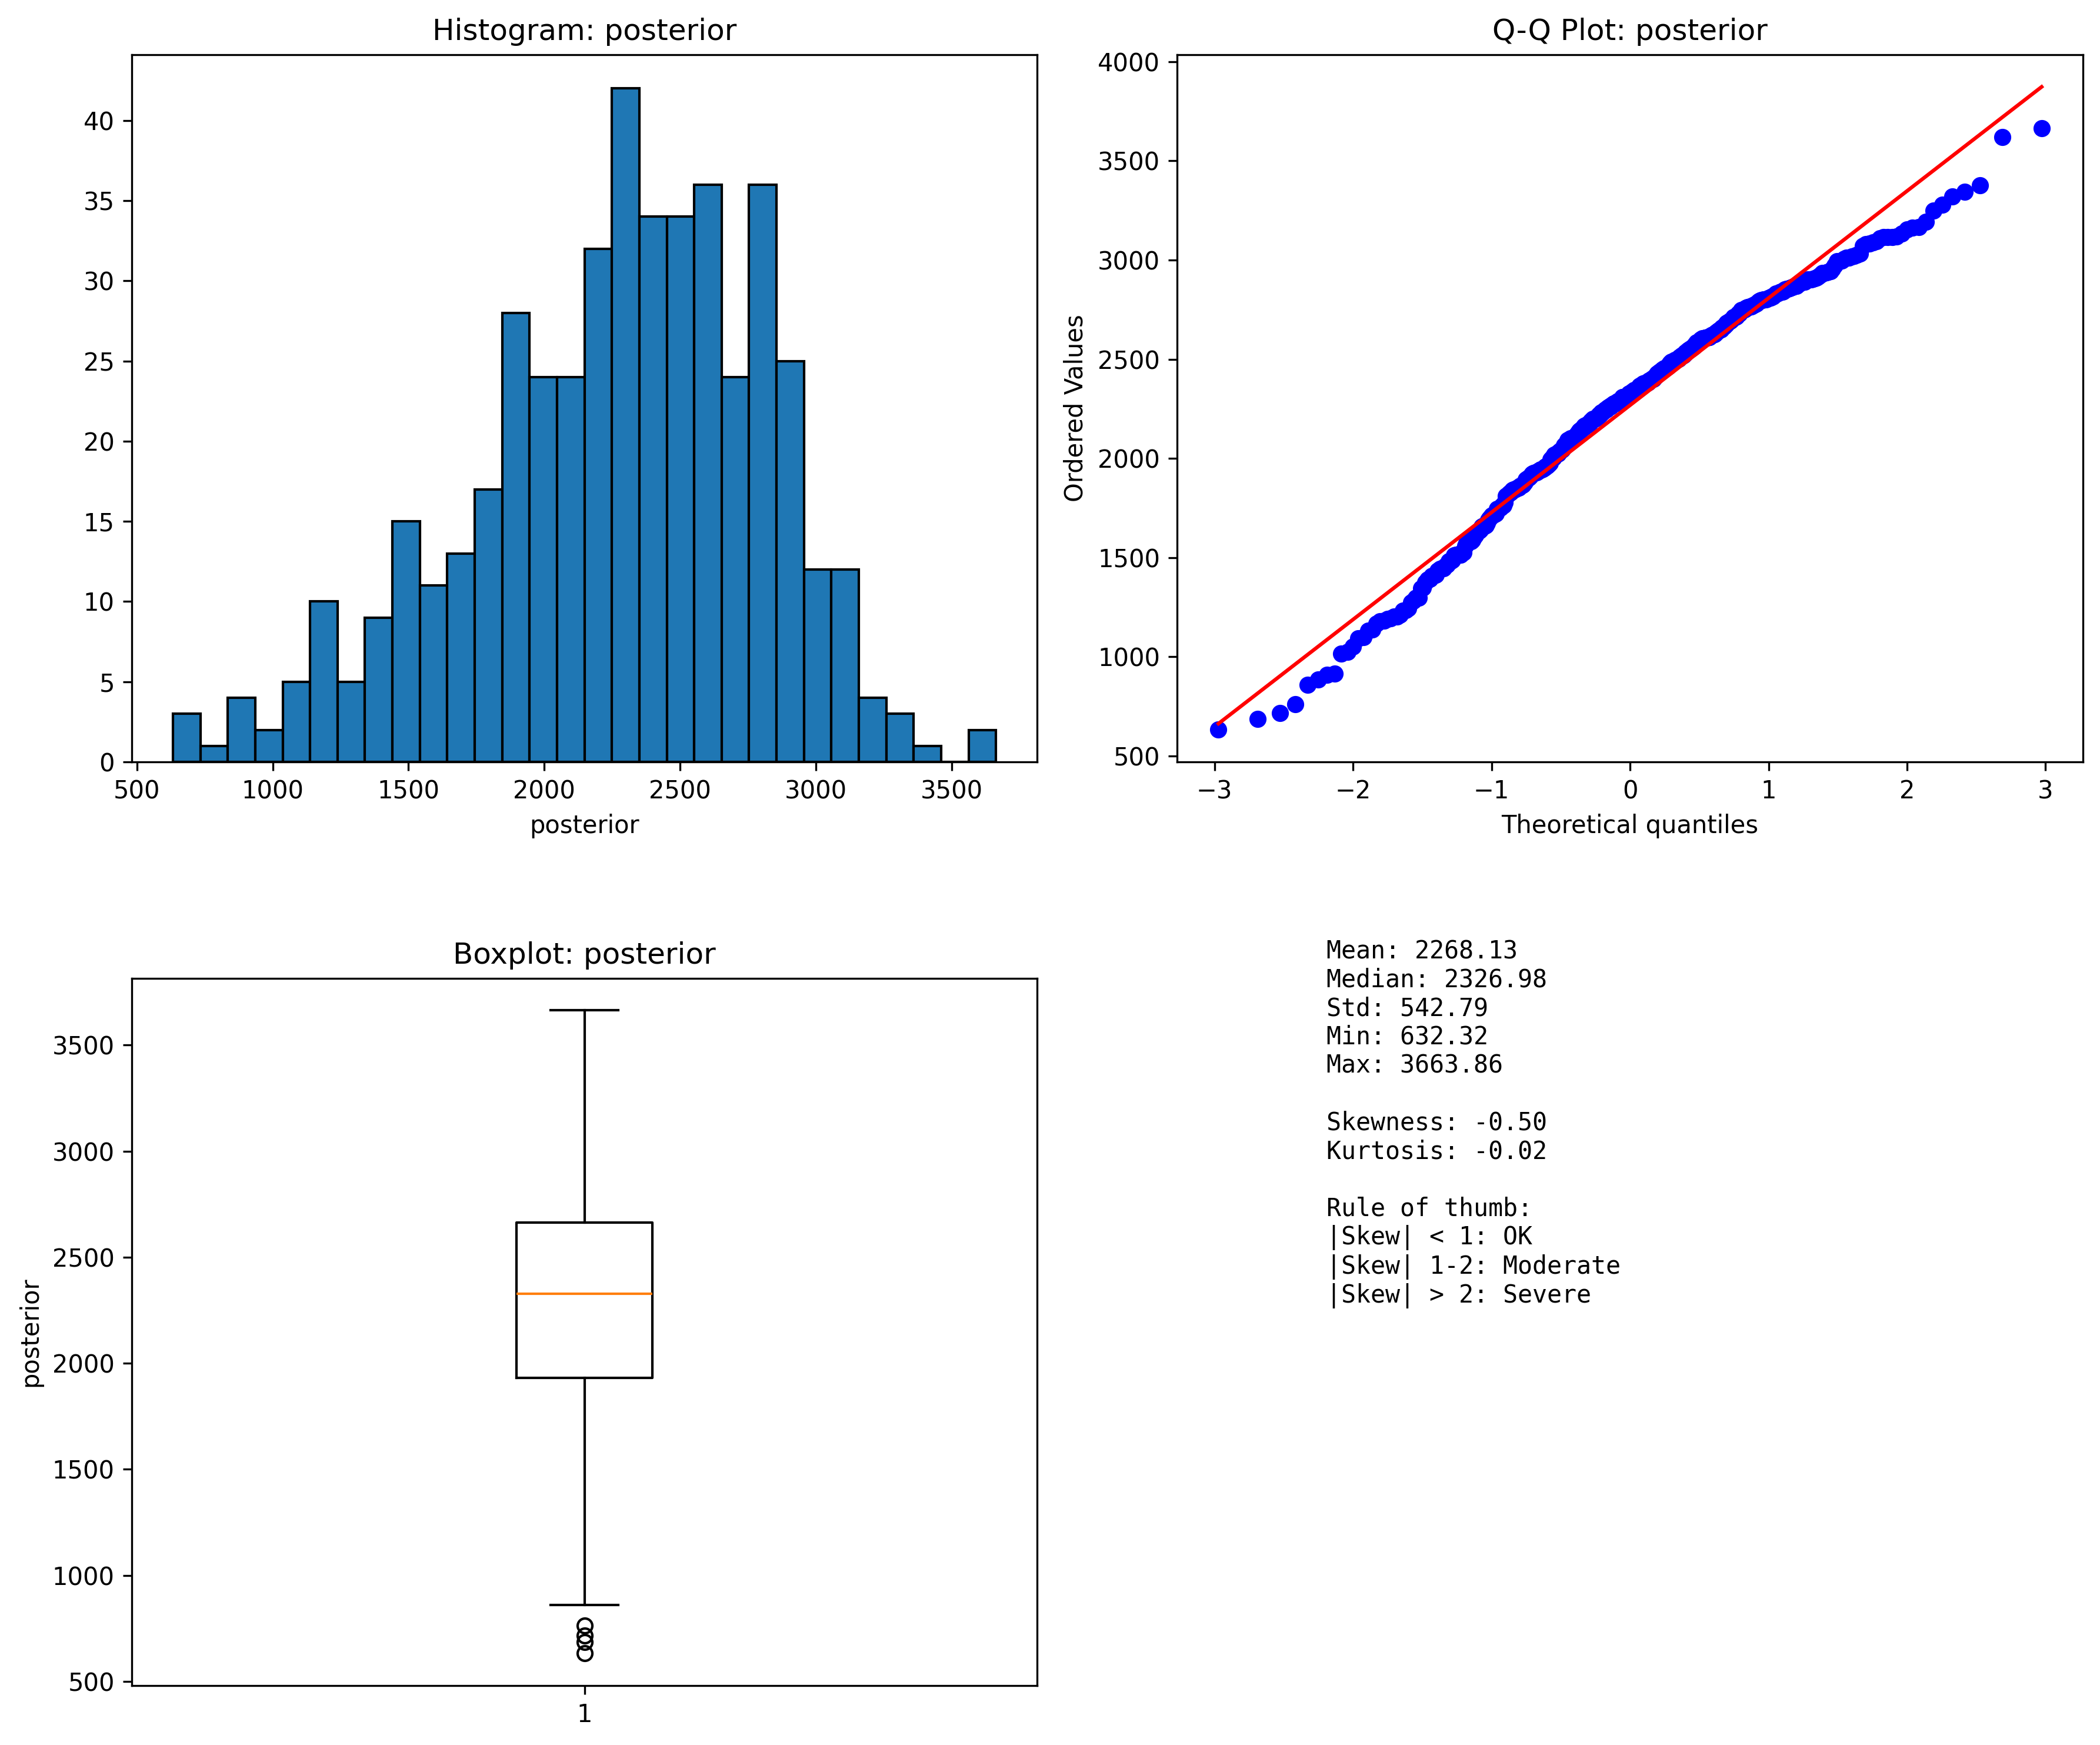 Histogram: posterior
40
35
30
25
20
15
10
5
0
500 1000 1500 2000 2500 3000 3500
posterior
Q-Q Plot: posterior
4000
3500
3000
2500
2000
1500
1000
500
Ordered Values
−3 −2 −1 0 1 2 3
Theoretical quantiles
Boxplot: posterior
3500
3000
2500
2000
1500
1000
500
posterior
1
Mean: 2268.13
Median: 2326.98
Std: 542.79
Min: 632.32
Max: 3663.86
Skewness: -0.50
Kurtosis: -0.02
Rule of thumb:
|Skew| < 1: OK
|Skew| 1-2: Moderate
|Skew| > 2: Severe